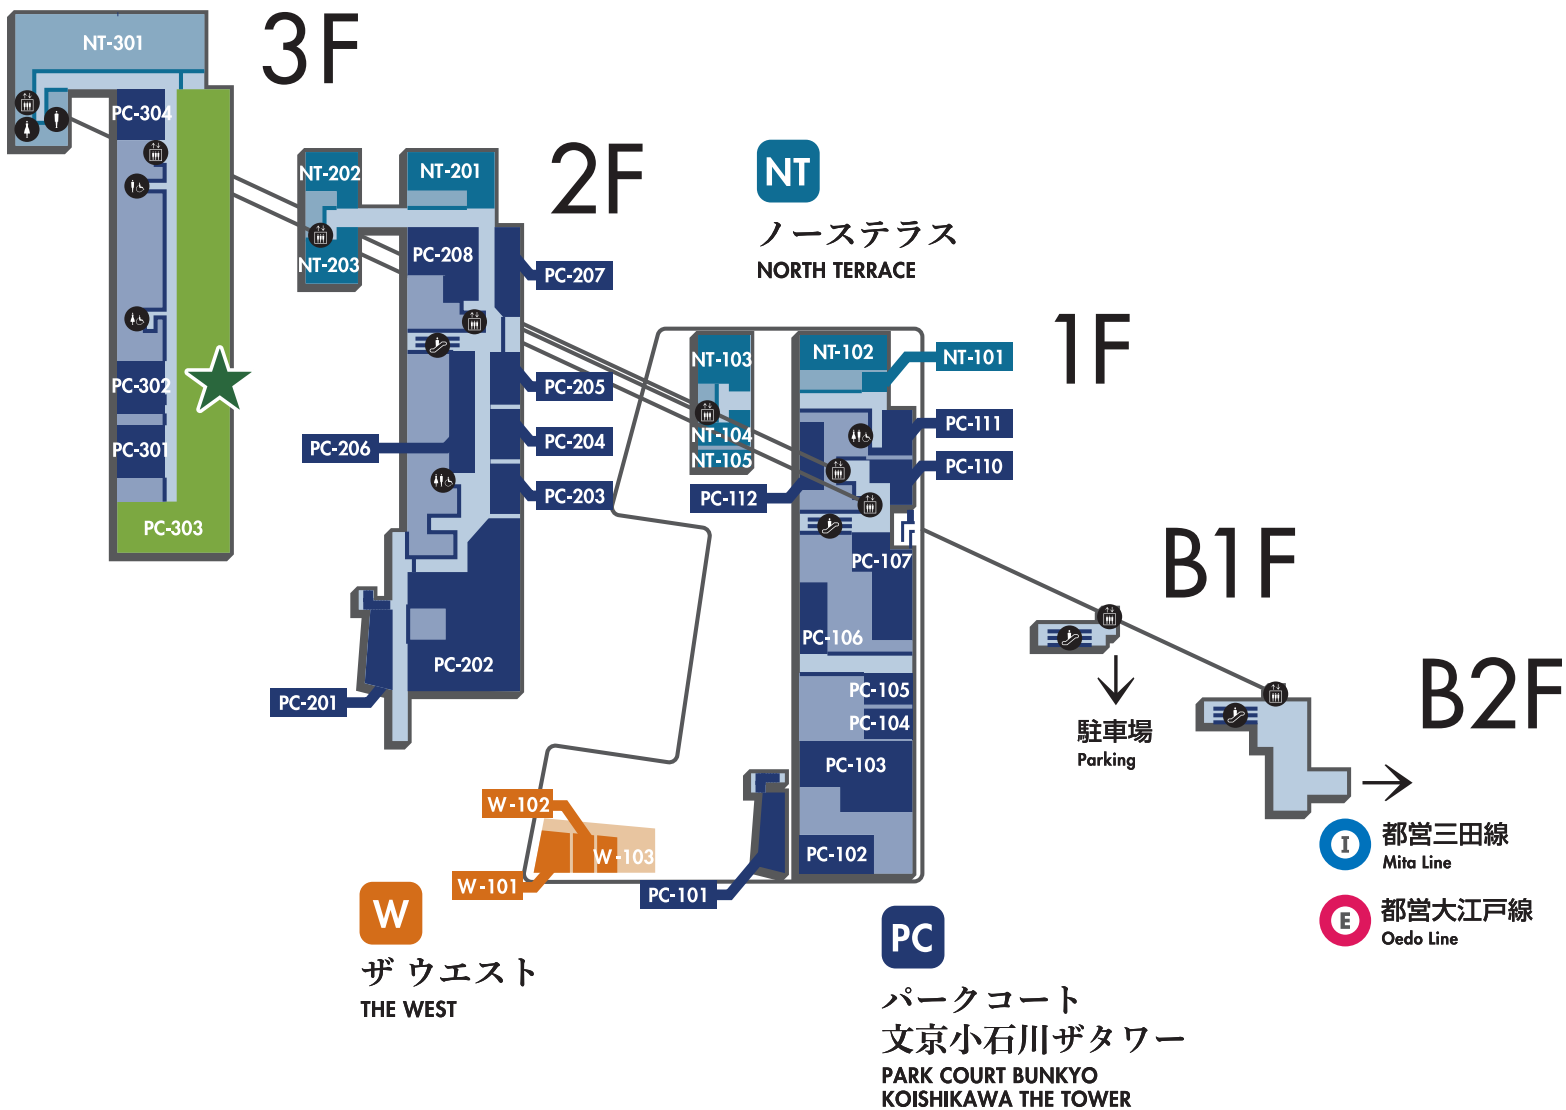 3F
NT-301
PC-304
PC-302
PC-301
PC-303
2F
NT-202
NT-201
NT-203
PC-208
PC-207
PC-205
PC-206
PC-204
PC-203
PC-202
PC-201
NT
ノーステラス
NORTH TERRACE
1F
NT-103
NT-102
NT-101
NT-104
NT-105
PC-111
PC-110
PC-112
PC-107
PC-106
PC-105
PC-104
PC-103
PC-102
PC-101
W-102
W-103
W-101
W
ザ ウエスト
THE WEST
PC
パークコート
文京小石川ザタワー
PARK COURT BUNKYO
KOISHIKAWA THE TOWER
B1F
駐車場
Parking
B2F
I
都営三田線
Mita Line
E
都営大江戸線
Oedo Line